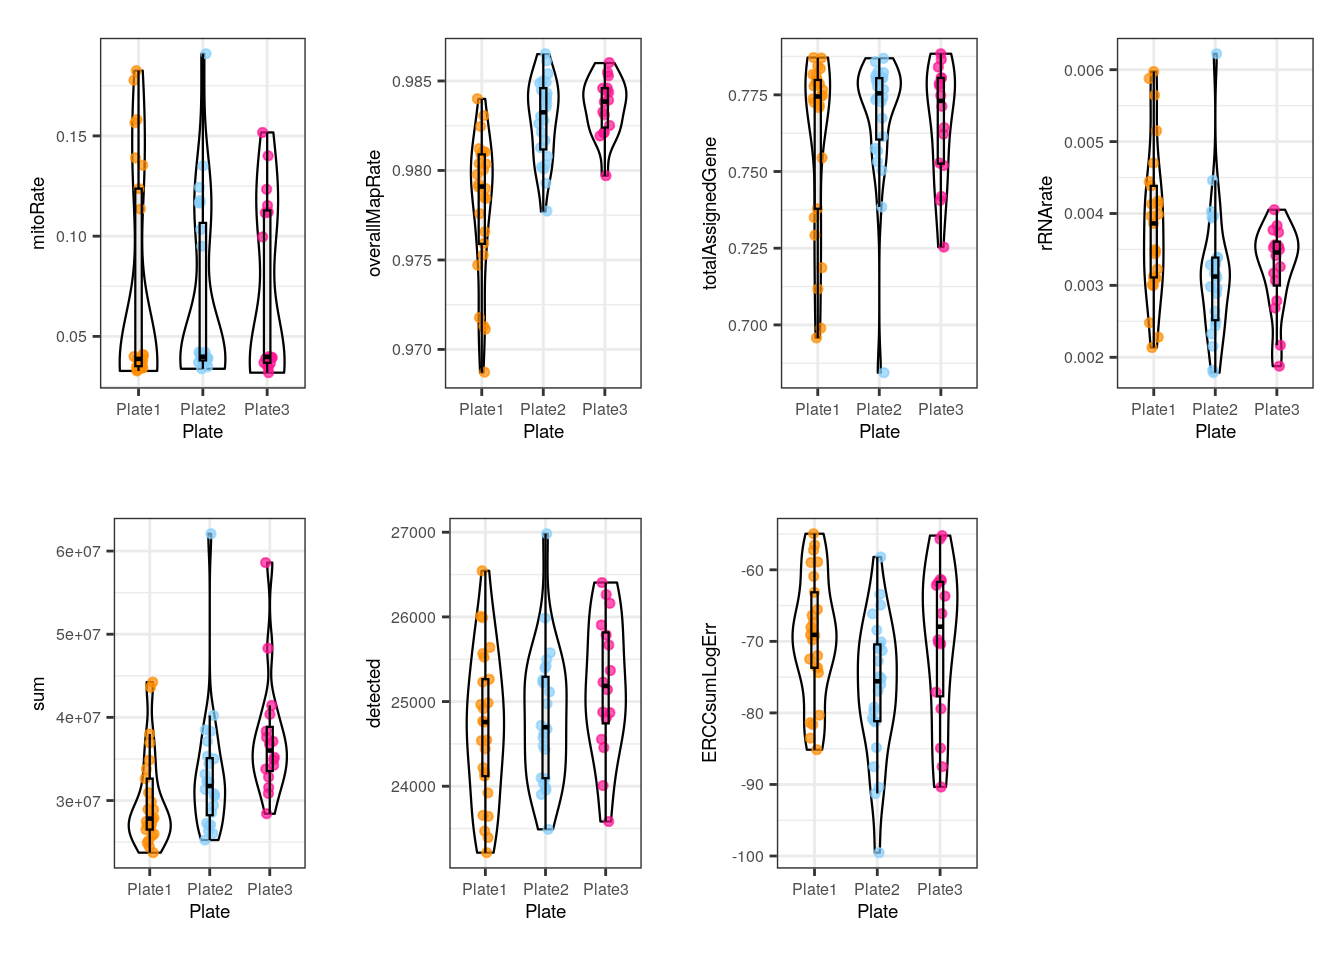 mitoRate
0.15
0.10
0.05
Plate1 Plate2 Plate3
Plate
overallMapRate
0.985
0.980
0.975
0.970
Plate1 Plate2 Plate3
Plate
totalAssignedGene
0.775
0.750
0.725
0.700
Plate1 Plate2 Plate3
Plate
rRNArate
0.006
0.005
0.004
0.003
0.002
Plate1 Plate2 Plate3
Plate
sum
6e+07
5e+07
4e+07
3e+07
Plate1 Plate2 Plate3
Plate
detected
27000
26000
25000
24000
Plate1 Plate2 Plate3
Plate
ERCCsumLogErr
-60
-70
-80
-90
-100
Plate1 Plate2 Plate3
Plate